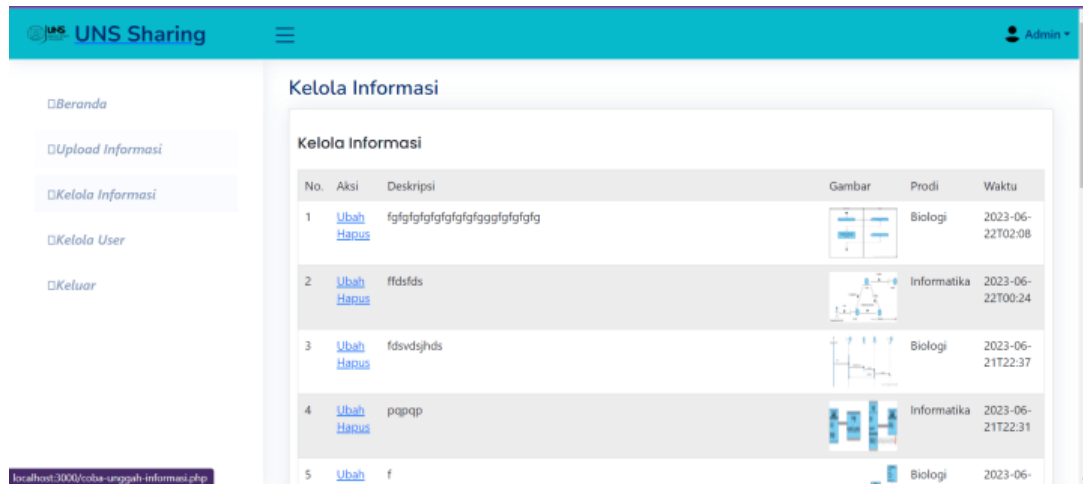 UNS UNS Sharing
Admin
Kelola Informasi
Beranda
Upload Informasi
Kelola Informasi
Kelola User
Keluar
Kelola Informasi
No. Aksi Deskripsi Gambar Prodi Waktu
1 Ubah fgfgfgfgfgfgfgfgfgggfgfgfgfg Biologi 2023-06-
Hapus 22T02:08
2 Ubah ffdsfds Informatika 2023-06-
Hapus 22T00:24
3 Ubah fdsvdsjhds Biologi 2023-06-
Hapus 21T22:37
4 Ubah pqpqp Informatika 2023-06-
Hapus 21T22:31
5 Ubah f Biologi 2023-06-
localhost:3000/coba-unggah-informasi.php